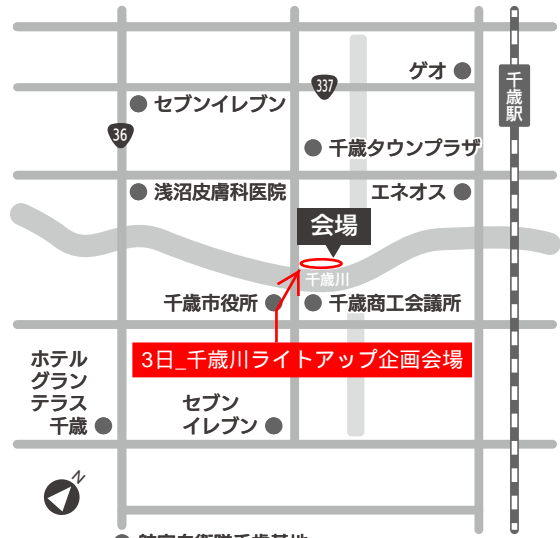 ゲオ
337
千歳駅
セブンイレブン
36
千歳タウンプラザ
浅沼皮膚科医院
エネオス
会場
千歳川
千歳市役所
千歳商工会議所
3日_千歳川ライトアップ企画会場
ホテル
グラン
テラス
千歳
セブン
イレブン
N